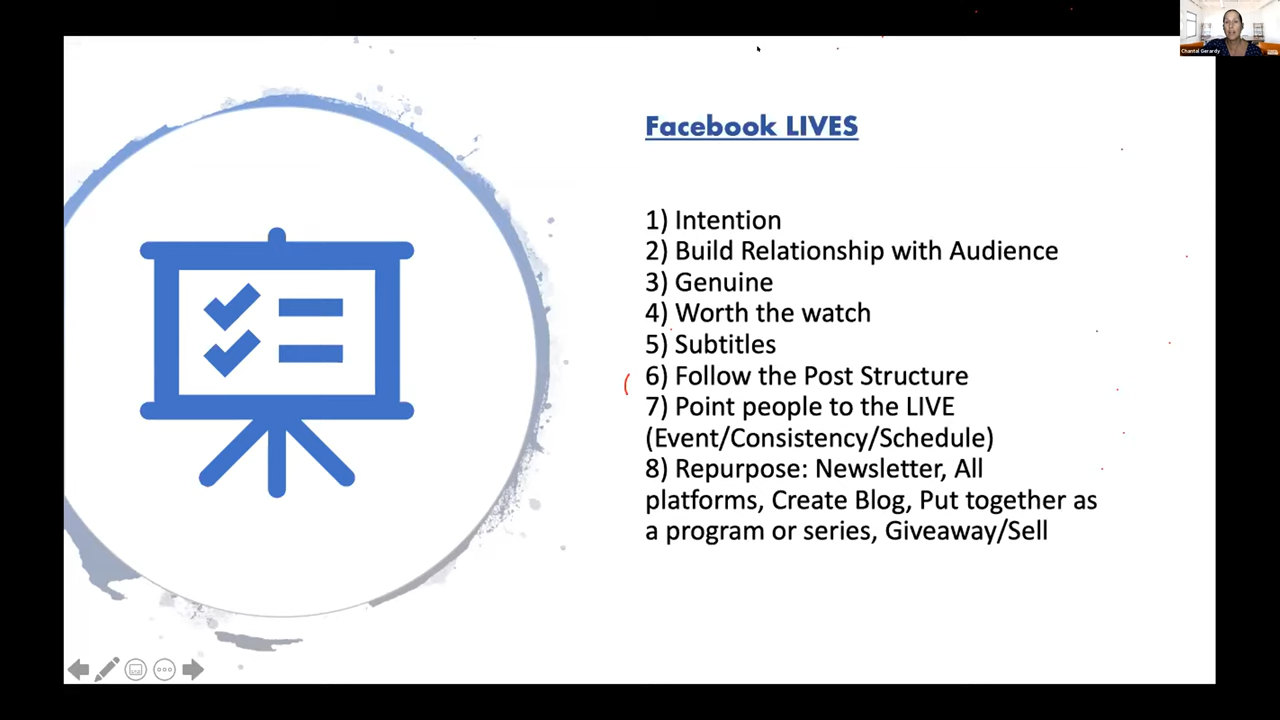 Chantal Gerardy
Facebook LIVES
1) Intention
2) Build Relationship with Audience
3) Genuine
4) Worth the watch
5) Subtitles
6) Follow the Post Structure
7) Point people to the LIVE
(Event/Consistency/Schedule)
8) Repurpose: Newsletter, All
platforms, Create Blog, Put together as
a program or series, Giveaway/Sell